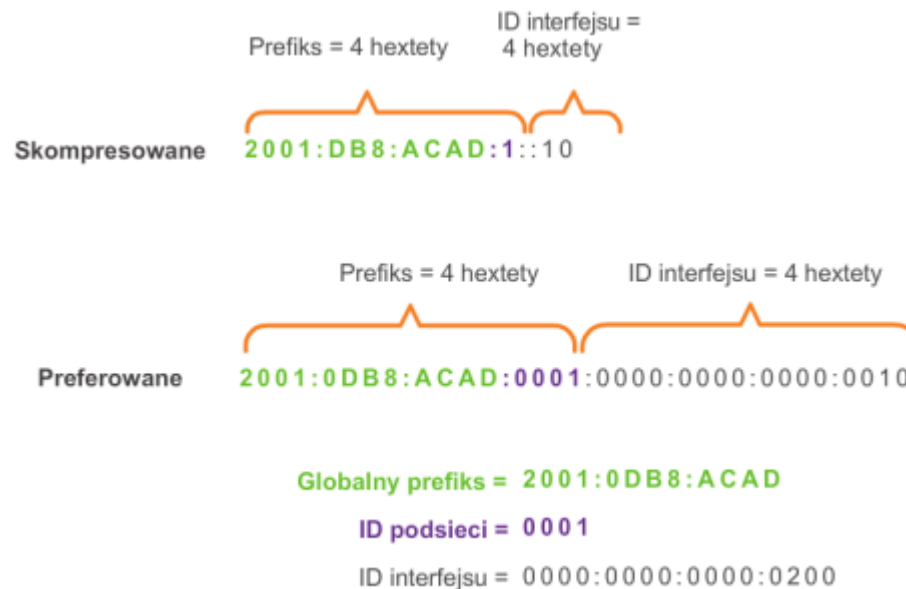 Prefiks = 4 hextety
ID interfejsu =
4 hextety
Skompresowane 2001:DB8:ACAD:1::10
Prefiks = 4 hextety ID interfejsu = 4 hextety
Preferowane 2001:0DB8:ACAD:0001:0000:0000:0000:0010
Globalny prefiks = 2001:0DB8:ACAD
ID podsieci = 0001
ID interfejsu = 0000:0000:0000:0200